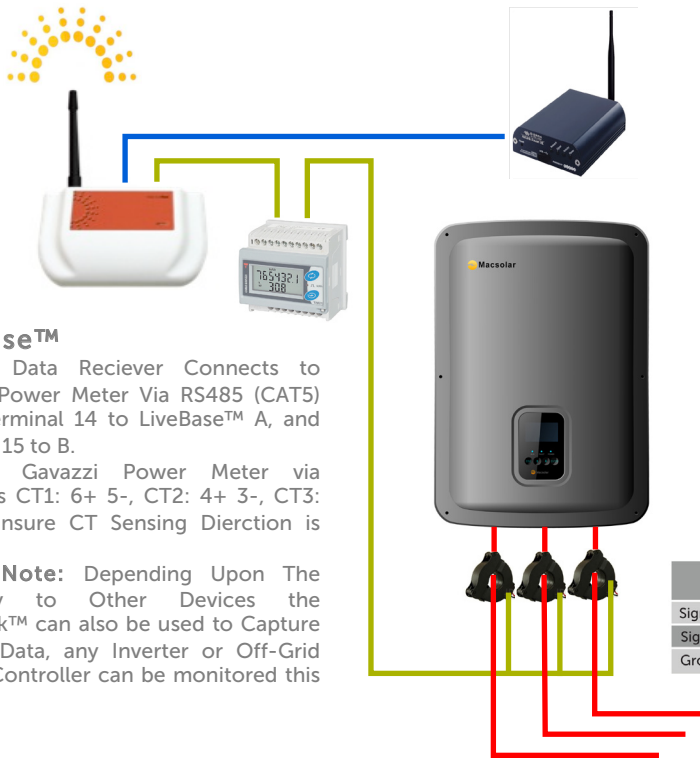 Macsolar
7654321
30.8
se™
Data Reciever Connects to
Power Meter Via RS485 (CAT5)
erminal 14 to LiveBase™ A, and
15 to B.
Gavazzi Power Meter via
s CT1: 6+ 5-, CT2: 4+ 3-, CT3:
nsure CT Sensing Dierction is
Note: Depending Upon The
y to Other Devices the
k™ can also be used to Capture
Data, any Inverter or Off-Grid
Controller can be monitored this
Sig
Sig
Gro